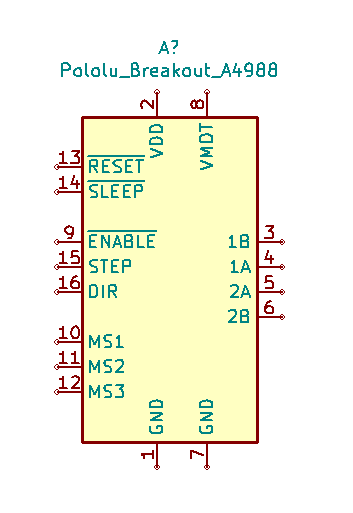 A?
Pololu_Breakout_A4988
2 8
VDD VMDT
13 RESET
14 SLEEP
9 ENABLE 1B 3
15 STEP 1A 4
16 DIR 2A 5
2B 6
10 MS1
11 MS2
12 MS3
GND GND
1 7